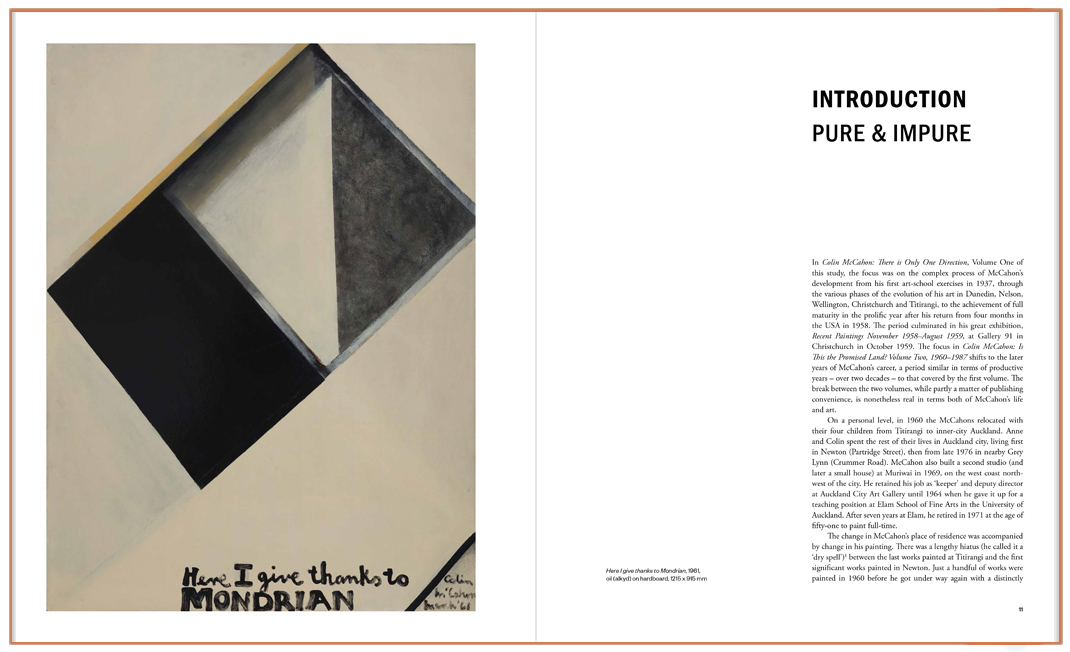 Here I give thanks to
MONDRIAN
Colin
McCahon
March '61
Here I give thanks to Mondrian, 1961,
oil (alkyd) on hardboard, 1215 x 915 mm
INTRODUCTION
PURE & IMPURE
In Colin McCahon: There is Only One Direction, Volume One of
this study, the focus was on the complex process of McCahon's
development from his first art-school exercises in 1937, through
the various phases of the evolution of his art in Dunedin, Nelson,
Wellington, Christchurch and Titirangi, to the achievement of full
maturity in the prolific year after his return from four months in
the USA in 1958. The period culminated in his great exhibition,
Recent Paintings November 1958–August 1959, at Gallery 91 in
Christchurch in October 1959. The focus in Colin McCahon: Is
This the Promised Land? Volume Two, 1960–1987 shifts to the later
years of McCahon's career, a period similar in terms of productive
years – over two decades – to that covered by the first volume. The
break between the two volumes, while partly a matter of publishing
convenience, is nonetheless real in terms both of McCahon's life
and art.
On a personal level, in 1960 the McCahons relocated with
their four children from Titirangi to inner-city Auckland. Anne
and Colin spent the rest of their lives in Auckland city, living first
in Newton (Partridge Street), then from late 1976 in nearby Grey
Lynn (Crummer Road). McCahon also built a second studio (and
later a small house) at Muriwai in 1969, on the west coast north-
west of the city. He retained his job as 'keeper' and deputy director
at Auckland City Art Gallery until 1964 when he gave it up for a
teaching position at Elam School of Fine Arts in the University of
Auckland. After seven years at Elam, he retired in 1971 at the age of
fifty-one to paint full-time.
The change in McCahon's place of residence was accompanied
by change in his painting. There was a lengthy hiatus (he called it a
'dry spell')¹ between the last works painted at Titirangi and the first
significant works painted in Newton. Just a handful of works were
painted in 1960 before he got under way again with a distinctly
11